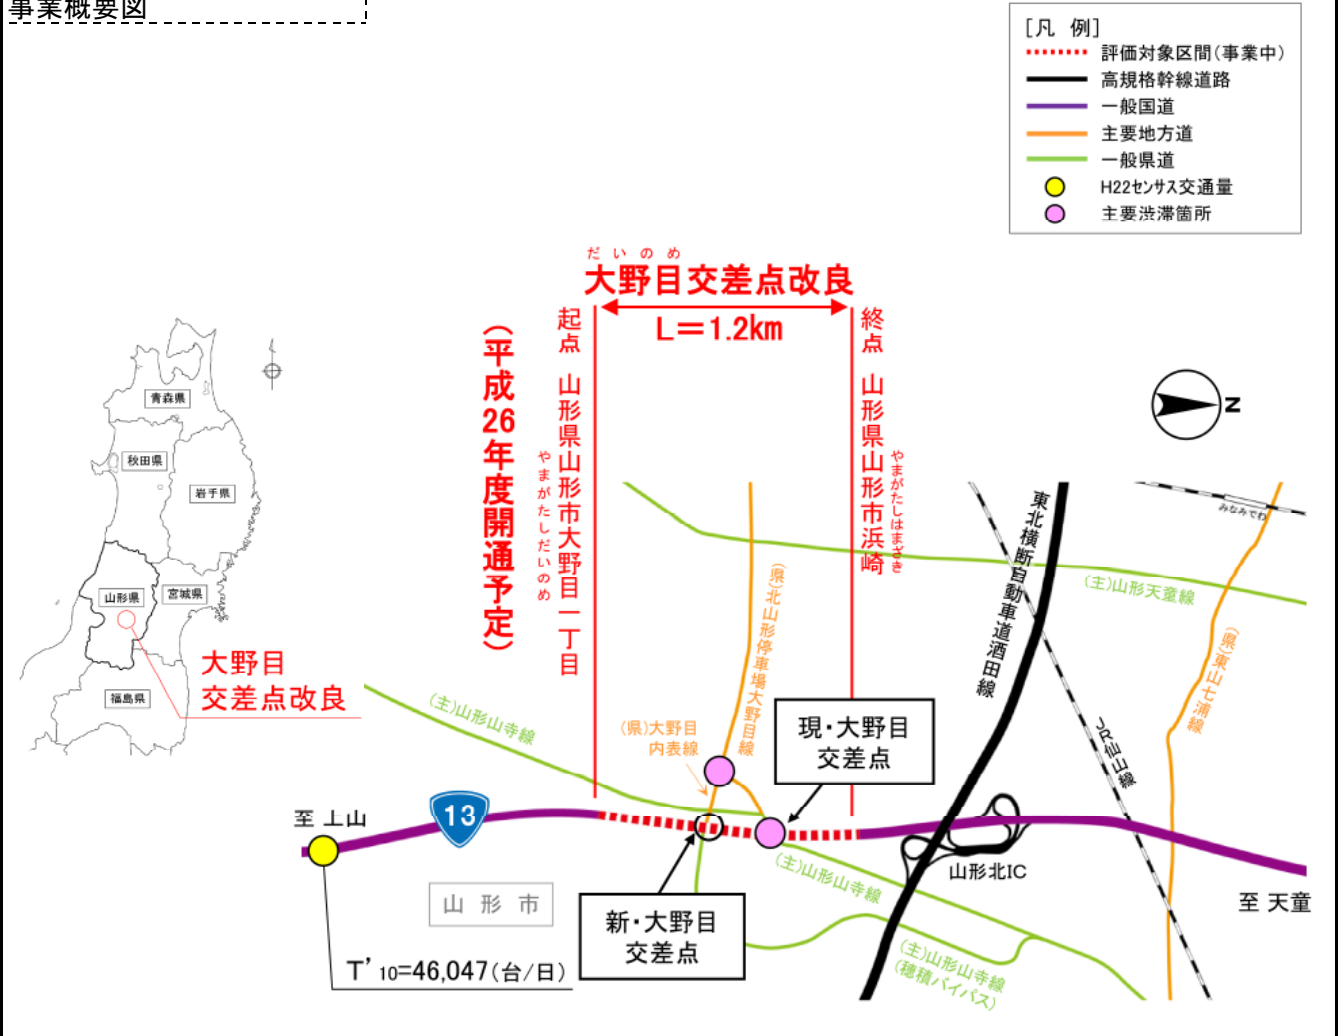 事業概要図
[凡 例]
評価対象区間(事業中)
高規格幹線道路
一般国道
主要地方道
一般県道
H22センサス交通量
主要渋滞箇所
だいのめ
大野目交差点改良
L＝1.2km
起点 山形県山形市大野目一丁目
やまがたしだいのめ
(平成26年度開通予定)
終点 山形県山形市浜崎
やまがたしはまざき
N
青森県
秋田県
岩手県
山形県
宮城県
福島県
大野目
交差点改良
みなみでわ
東北横断自動車道酒田線
(主)山形天童線
(県)北山形停車場大野目線
(県)東山七浦線
(主)山形山寺線
(県)大野目
内表線
現・大野目
交差点
JR仙山線
至 上山
13
山形北IC
(主)山形山寺線
至 天童
山形市
新・大野目
交差点
(主)山形山寺線
(穂積バイパス)
T’10=46,047(台/日)